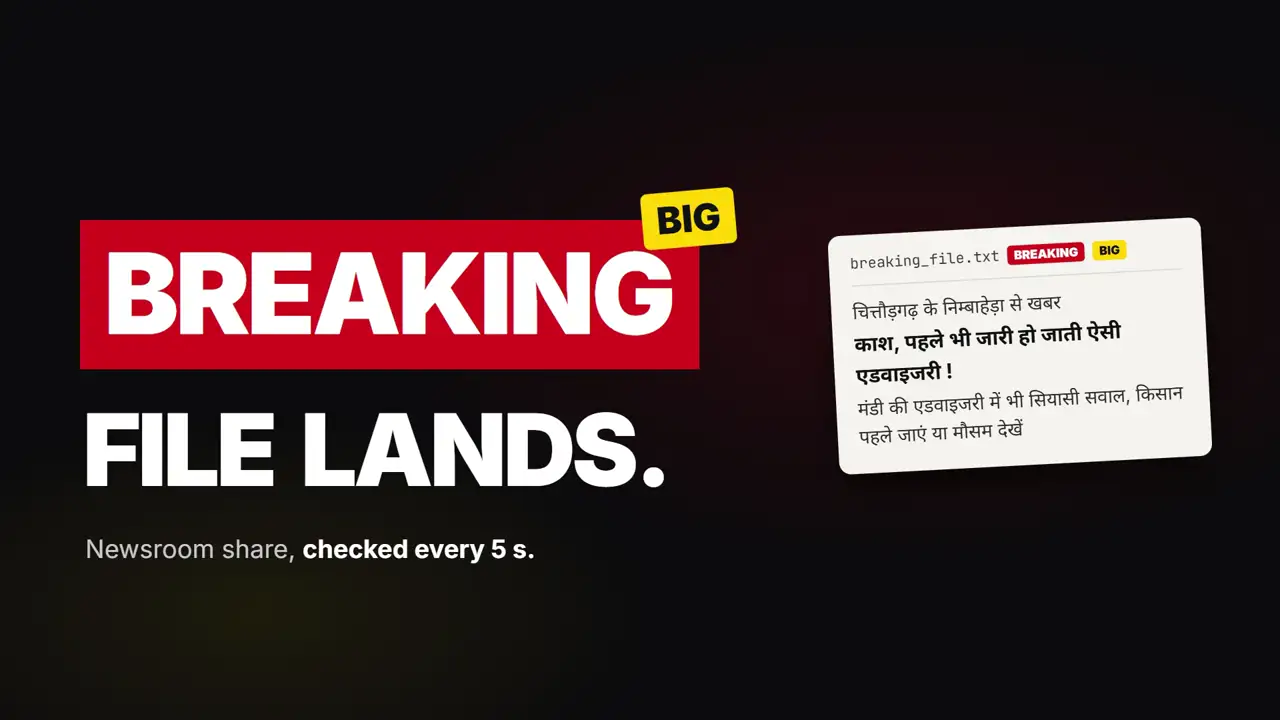 BIG
BREAKING
FILE LANDS.
Newsroom share, checked every 5 s.
breaking_file.txt BREAKING BIG
चित्तौड़गढ़ के निम्बाहेड़ा से खबर
काश, पहले भी जारी हो जाती ऐसी
एडवाइजरी !
मंडी की एडवाइजरी में भी सियासी सवाल, किसान
पहले जाएं या मौसम देखें